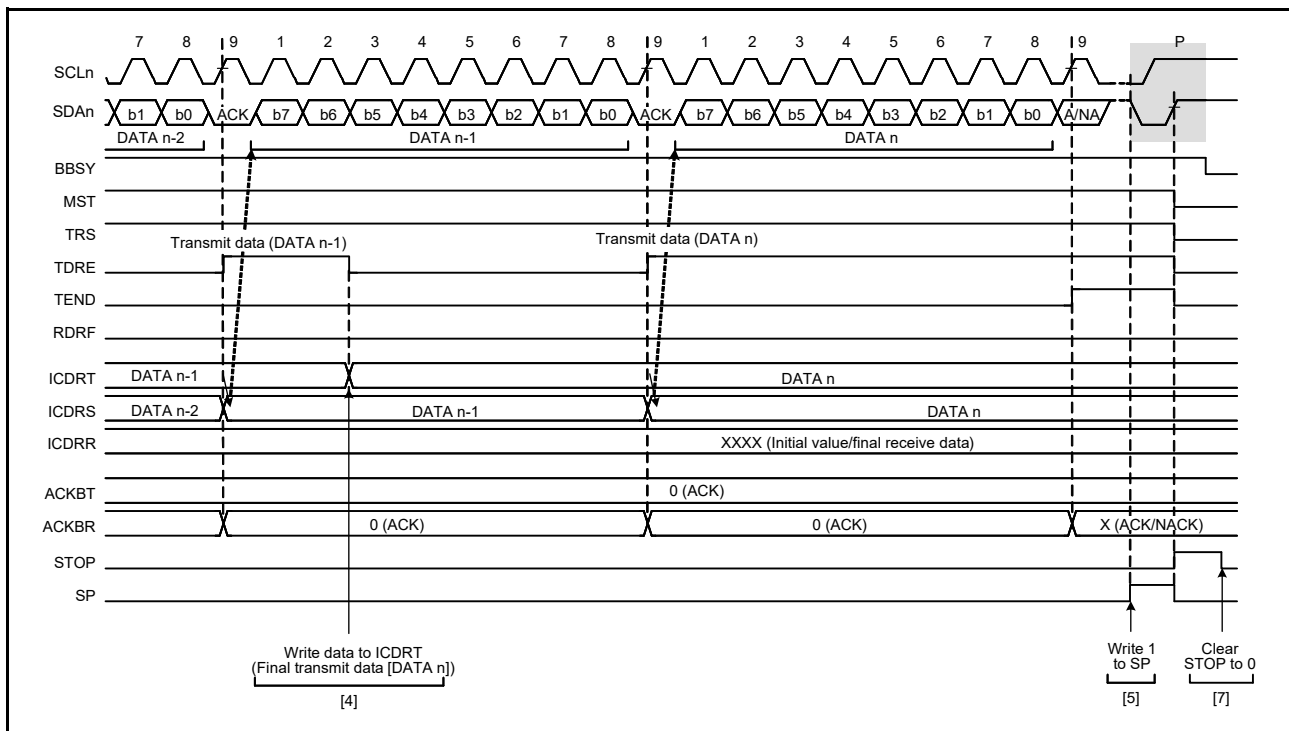 7 8 9 1 2 3 4 5 6 7 8 9 1 2 3 4 5 6 7 8 9 P
SCLn
SDAn b1 b0 ACK b7 b6 b5 b4 b3 b2 b1 b0 ACK b7 b6 b5 b4 b3 b2 b1 b0 A/NA
DATA n-2 DATA n-1 DATA n
BBSY
MST
TRS
Transmit data (DATA n-1) Transmit data (DATA n)
TDRE
TEND
RDRF
ICDRT DATA n-1 DATA n
ICDRS DATA n-2 DATA n-1 DATA n
ICDRR XXXX (Initial value/final receive data)
ACKBT 0 (ACK)
ACKBR 0 (ACK) 0 (ACK) X (ACK/NACK)
STOP
SP
Write data to ICDRT
(Final transmit data [DATA n])
[4]
Write 1
to SP
[5]
Clear
STOP to 0
[7]